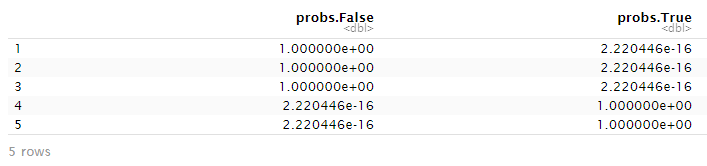 probs.False probs.True
<dbl> <dbl>
1 1.000000e+00 2.220446e-16
2 1.000000e+00 2.220446e-16
3 1.000000e+00 2.220446e-16
4 2.220446e-16 1.000000e+00
5 2.220446e-16 1.000000e+00
5 rows